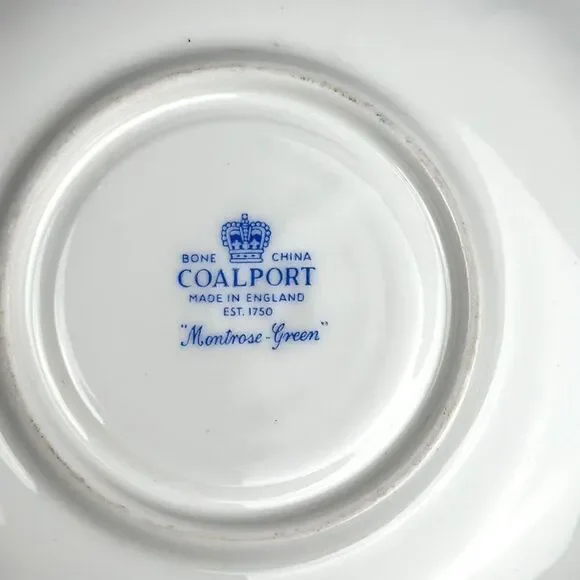 BONE CHINA
COALPORT
MADE IN ENGLAND
EST. 1750
"Montrose-Green"